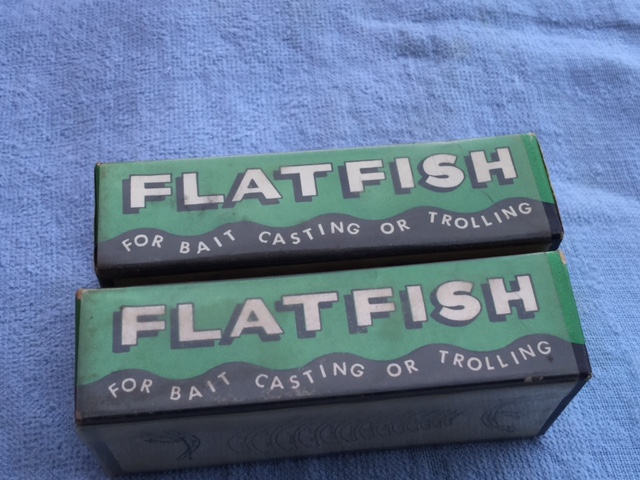 FLATFISH
FOR BAIT CASTING OR TROLLING
FLATFISH
FOR BAIT CASTING OR TROLLING